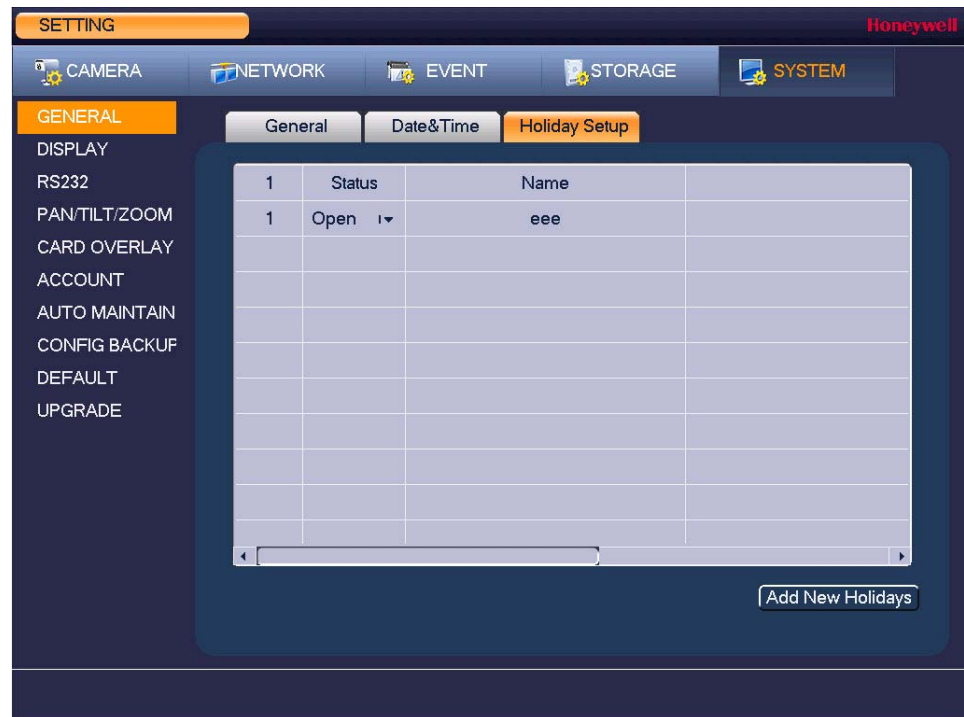 SETTING
Honeywell
CAMERA NETWORK EVENT STORAGE SYSTEM
GENERAL
DISPLAY
RS232
PAN/TILT/ZOOM
CARD OVERLAY
ACCOUNT
AUTO MAINTAIN
CONFIG BACKUP
DEFAULT
UPGRADE
General Date&Time Holiday Setup
1 Status Name
1 Open eee
Add New Holidays